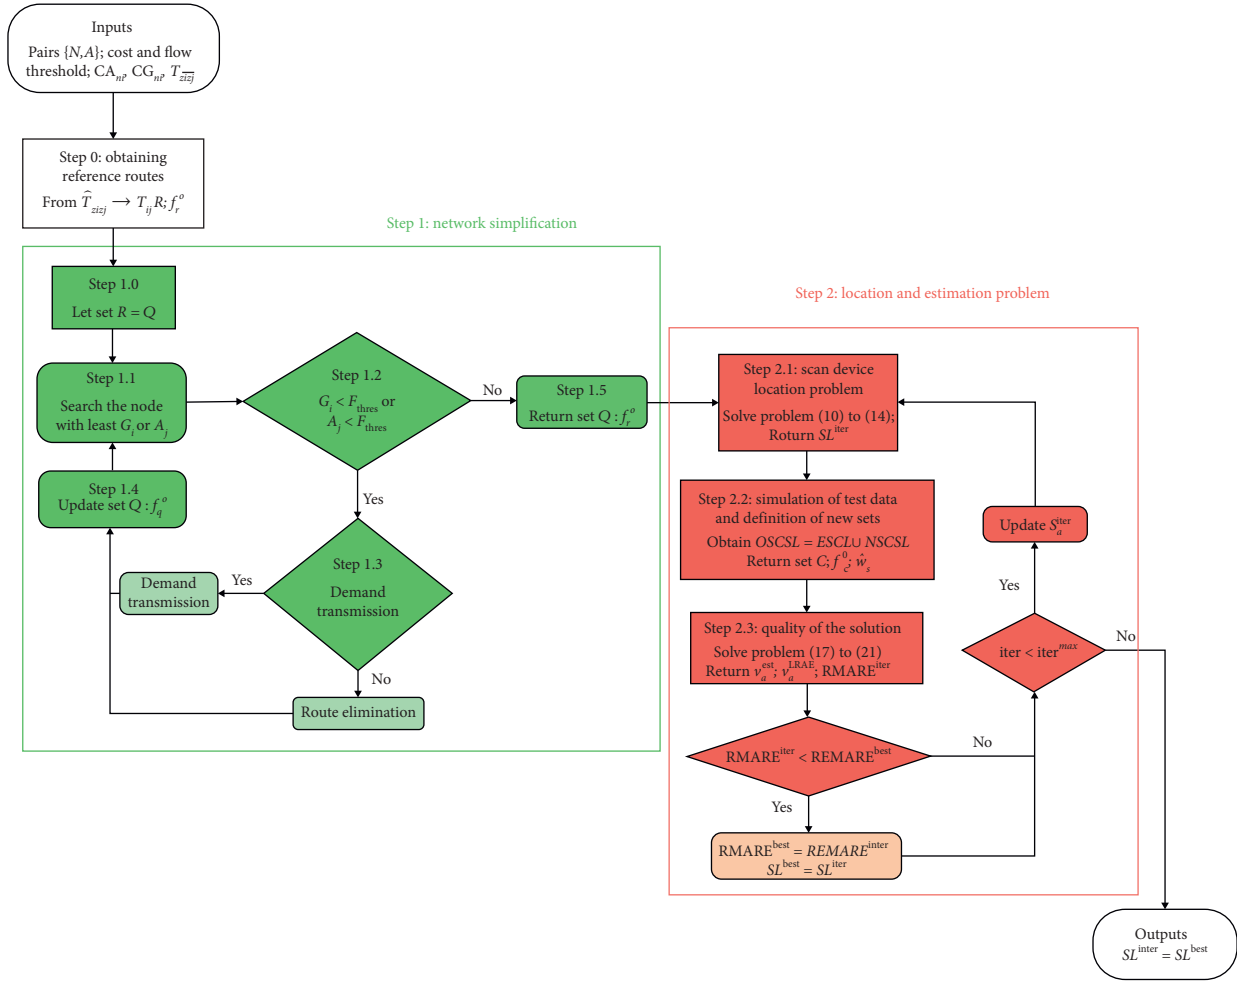 Inputs
Pairs {N,A}; cost and flow
threshold; CA_ni, CG_ni, T_zizj
Step 0: obtaining
reference routes
From T̂_zizj → T_ij R; f_r^o
Step 1: network simplification
Step 1.0
Let set R = Q
Step 1.1
Search the node
with least G_i or A_j
Step 1.2
G_i < F_thres or
A_j < F_thres
No
Step 1.5
Return set Q : f_r^o
Step 1.4
Update set Q : f_q^o
Yes
Step 1.3
Demand
transmission
Yes
Demand
transmission
No
Route elimination
Step 2: location and estimation problem
Step 2.1: scan device
location problem
Solve problem (10) to (14);
Roturn SL^iter
Step 2.2: simulation of test data
and definition of new sets
Obtain OSCSL = ESCL∪ NSCSL
Return set C; f_c^0; ŵ_s
Step 2.3: quality of the solution
Solve problem (17) to (21)
Return v_a^est; v_a^LRAE; RMARE^iter
RMARE^iter < REMARE^best
No
Yes
RMARE^best = REMARE^inter
SL^best = SL^iter
Update S_a^iter
Yes
iter < iter^max
No
Outputs
SL^inter = SL^best